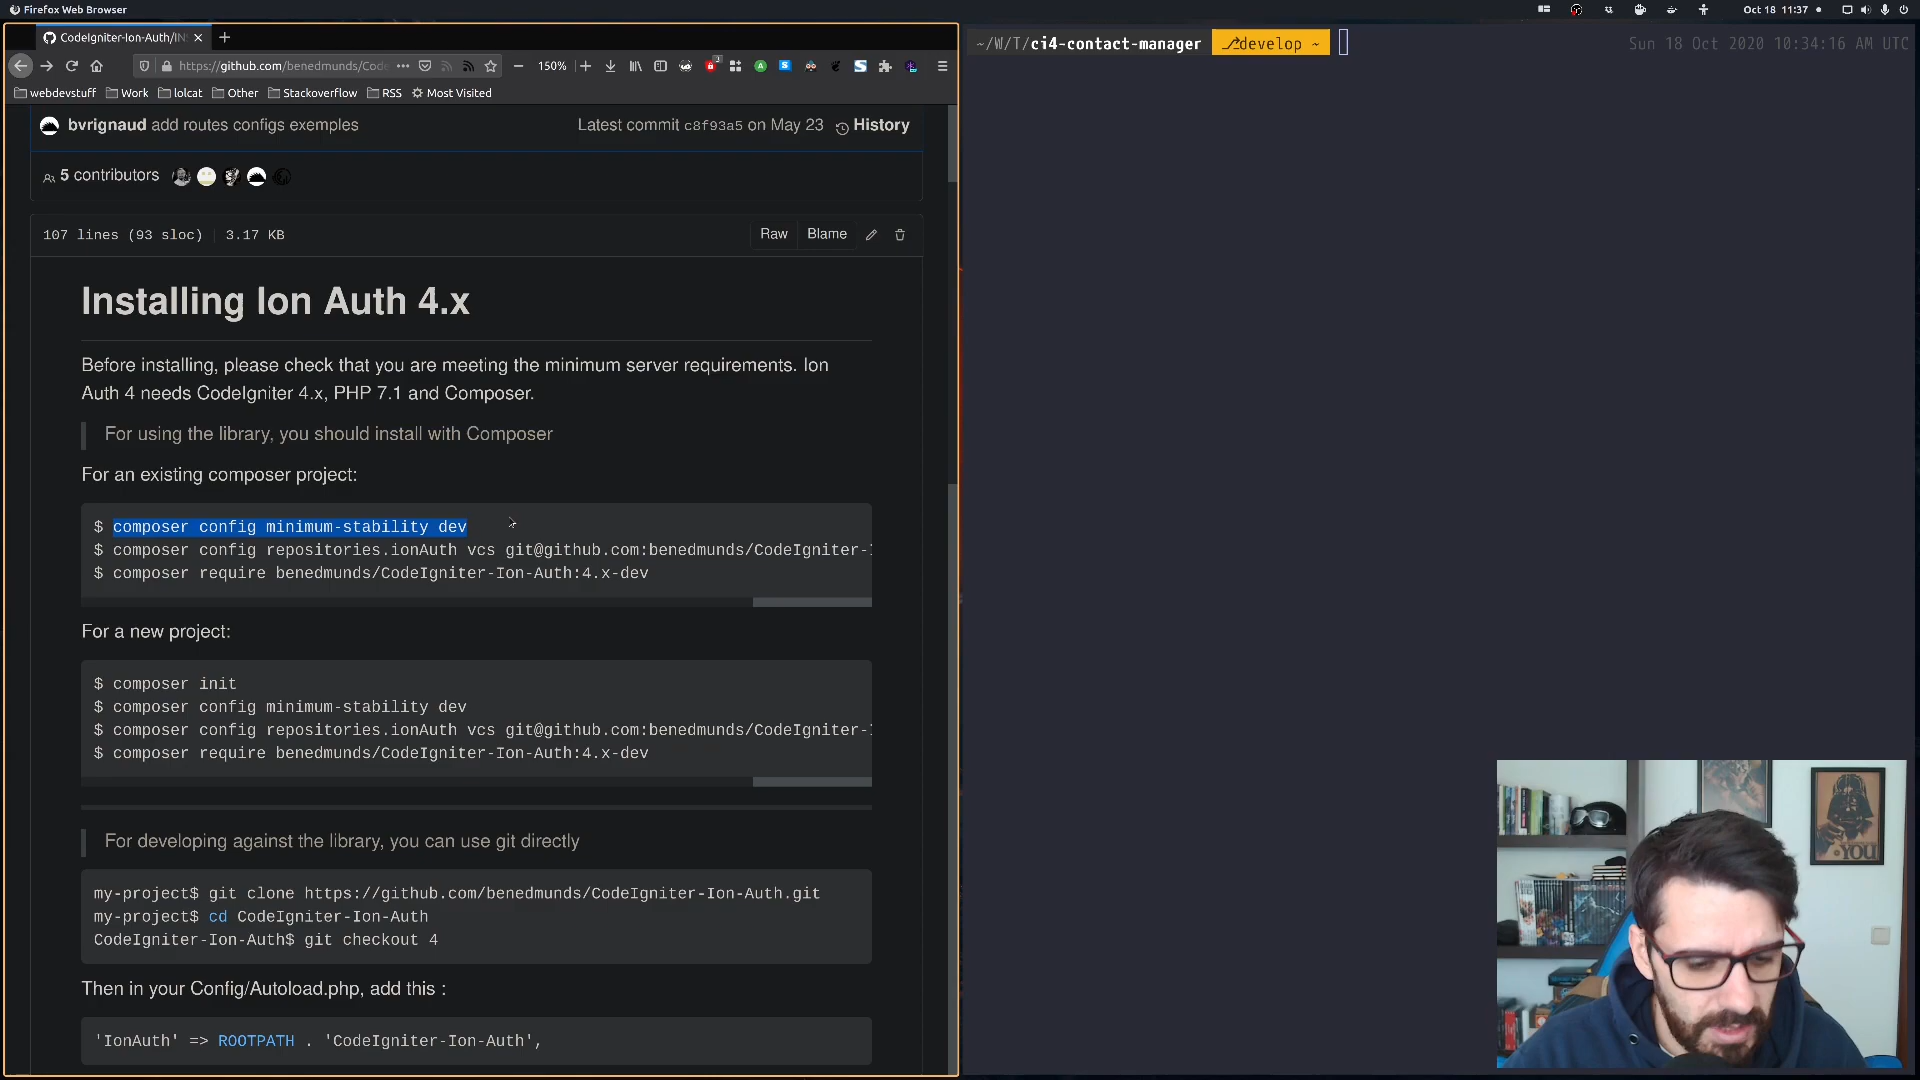 Firefox Web Browser
Oct 18 11:37
CodeIgniter-Ion-Auth/IN
https://github.com/benedmunds/Code
150%
3
webdevstuff Work lolcat Other Stackoverflow RSS Most Visited
bvrignaud add routes configs exemples
Latest commit c8f93a5 on May 23 History
5 contributors
107 lines (93 sloc) 3.17 KB
Raw Blame
Installing Ion Auth 4.x
Before installing, please check that you are meeting the minimum server requirements. Ion
Auth 4 needs CodeIgniter 4.x, PHP 7.1 and Composer.
For using the library, you should install with Composer
For an existing composer project:
$ composer config minimum-stability dev
$ composer config repositories.ionAuth vcs git@github.com:benedmunds/CodeIgniter-
$ composer require benedmunds/CodeIgniter-Ion-Auth:4.x-dev
For a new project:
$ composer init
$ composer config minimum-stability dev
$ composer config repositories.ionAuth vcs git@github.com:benedmunds/CodeIgniter-
$ composer require benedmunds/CodeIgniter-Ion-Auth:4.x-dev
For developing against the library, you can use git directly
my-project$ git clone https://github.com/benedmunds/CodeIgniter-Ion-Auth.git
my-project$ cd CodeIgniter-Ion-Auth
CodeIgniter-Ion-Auth$ git checkout 4
Then in your Config/Autoload.php, add this :
'IonAuth' => ROOTPATH . 'CodeIgniter-Ion-Auth',
~/W/T/ci4-contact-manager develop ~
Sun 18 Oct 2020 10:34:16 AM UTC
YOU